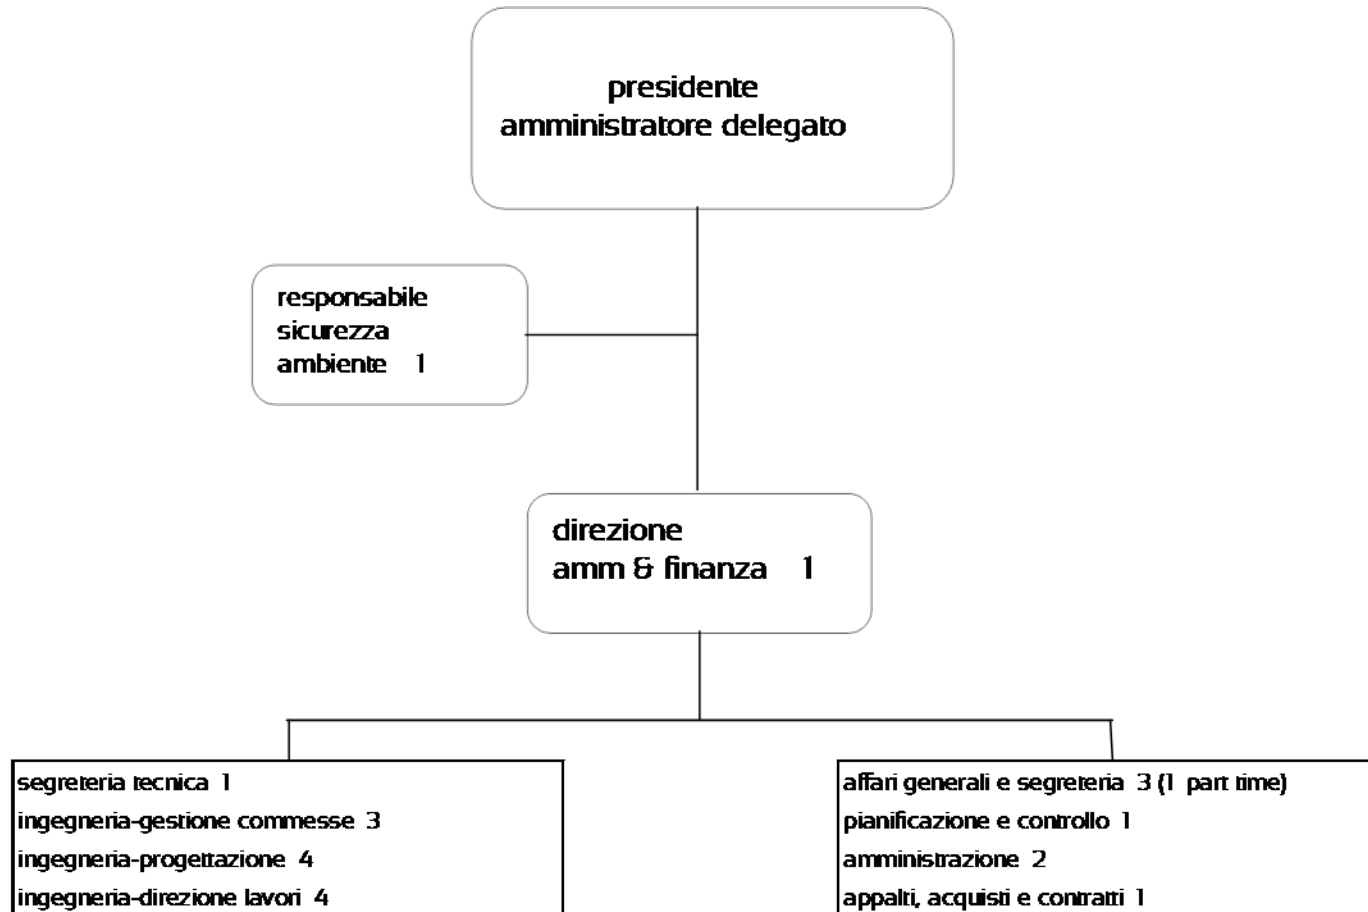 presidente
amministratore delegato
responsabile
sicurezza
ambiente 1
direzione
amm & finanza 1
segreteria tecnica 1
ingegneria-gestione commesse 3
ingegneria-progettazione 4
ingegneria-direzione lavori 4
affari generali e segreteria 3 (1 part time)
pianificazione e controllo 1
amministrazione 2
appalti, acquisti e contratti 1